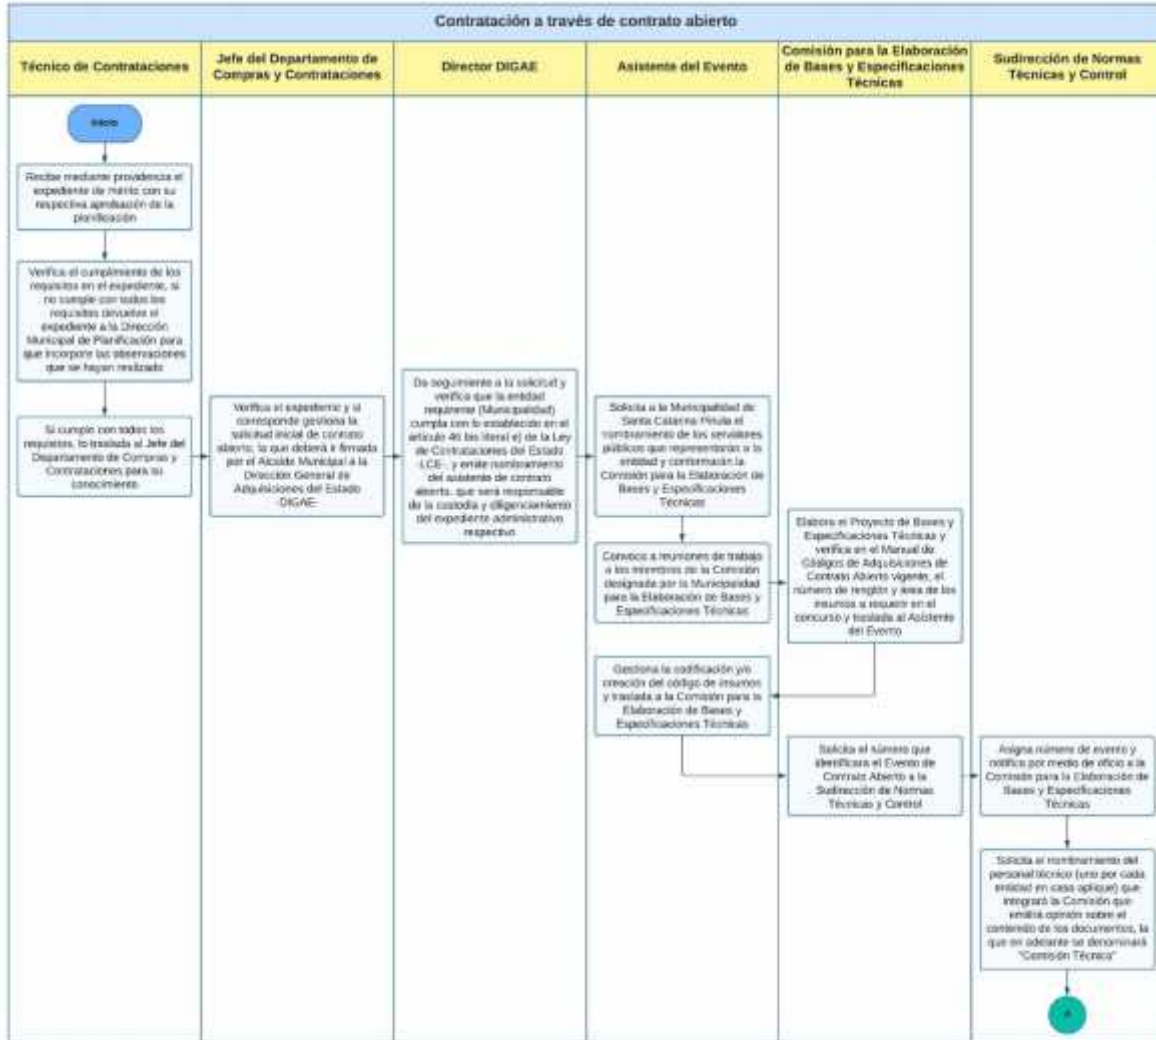 Contratación a través de contrato abierto
Técnico de Contrataciones
Jefe del Departamento de
Compras y Contrataciones
Director DIGAE
Asistente del Evento
Comisión para la Elaboración
de Bases y Especificaciones
Técnicas
Sudirección de Normas
Técnicas y Control
Inicio
Recibe mediante providencia el
expediente de mérito con su
respectiva aprobación de la
planificación
Verifica el cumplimiento de los
requisitos en el expediente, si
no cumple con todos los
requisitos devuelve el
expediente a la Dirección
Municipal de Planificación para
que incorpore las observaciones
que se hayan realizado
Si cumple con todos los
requisitos, lo traslada al Jefe del
Departamento de Compras y
Contrataciones para su
conocimiento.
Verifica el expediente y si
corresponde gestiona la
solicitud inicial de contrato
abierto, la que deberá ir firmada
por el Alcalde Municipal a la
Dirección General de
Adquisiciones del Estado
-DIGAE-
Da seguimiento a la solicitud y
verifica que la entidad
requirente (Municipalidad)
cumpla con lo establecido en el
artículo 46 bis literal e) de la Ley
de Contrataciones del Estado
-LCE-, y emite nombramiento
del asistente de contrato
abierto, que será responsable
de la custodia y diligenciamiento
del expediente administrativo
respectivo
Solicita a la Municipalidad de
Santa Catarina Pinula el
nombramiento de los servidores
públicos que representarán a la
entidad y conformarán la
Comisión para la Elaboración de
Bases y Especificaciones
Técnicas
Convoca a reuniones de trabajo
a los miembros de la Comisión
designada por la Municipalidad
para la Elaboración de Bases y
Especificaciones Técnicas
Elabora el Proyecto de Bases y
Especificaciones Técnicas y
verifica en el Manual de
Códigos de Adquisiciones de
Contrato Abierto vigente, el
número de renglón y área de los
insumos a requerir en el
concurso y traslada al Asistente
del Evento
Gestiona la codificación y/o
creación del código de insumos
y traslada a la Comisión para la
Elaboración de Bases y
Especificaciones Técnicas
Solicita el número que
identificara el Evento de
Contrato Abierto a la
Sudirección de Normas
Técnicas y Control
Asigna número de evento y
notifica por medio de oficio a la
Comisión para la Elaboración de
Bases y Especificaciones
Técnicas
Solicita el nombramiento del
personal técnico (uno por cada
entidad en caso aplique) que
integrará la Comisión que
emitirá opinión sobre el
contenido de los documentos, la
que en adelante se denominará
"Comisión Técnica"